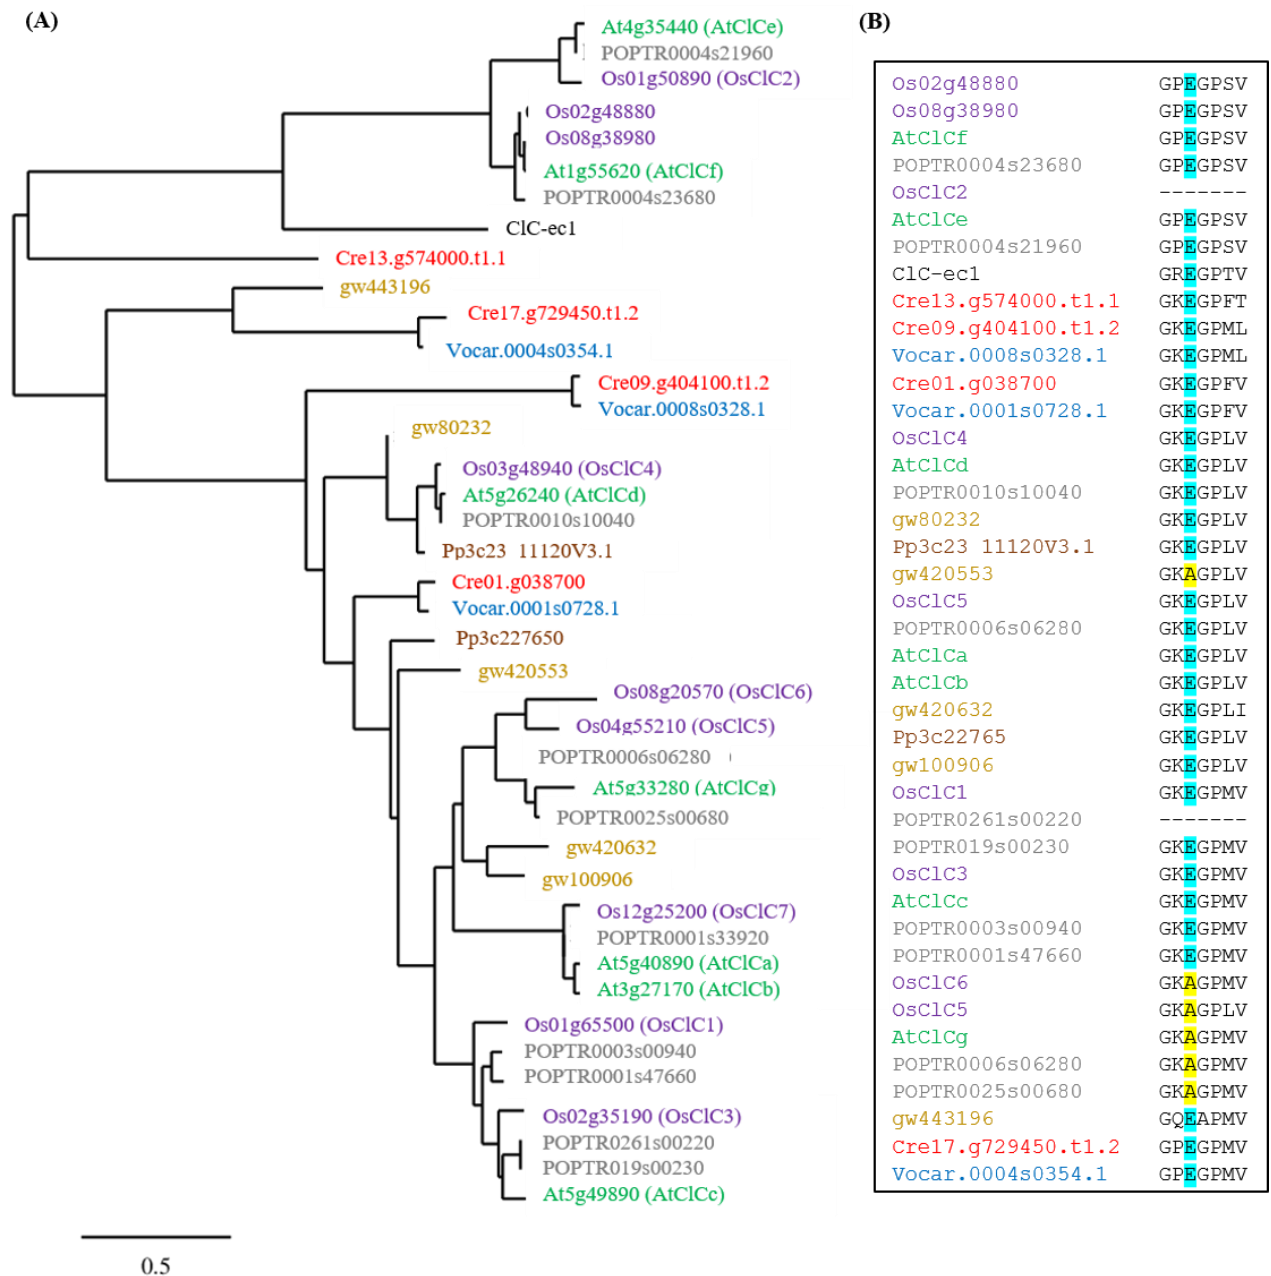 (A)
At4g35440 (AtClCe)
POPTR0004s21960
Os01g50890 (OsClC2)
Os02g48880
Os08g38980
At1g55620 (AtClCf)
POPTR0004s23680
ClC-ec1
Cre13.g574000.t1.1
gw443196
Cre17.g729450.t1.2
Vocar.0004s0354.1
Cre09.g404100.t1.2
Vocar.0008s0328.1
gw80232
Os03g48940 (OsClC4)
At5g26240 (AtClCd)
POPTR0010s10040
Pp3c23 11120V3.1
Cre01.g038700
Vocar.0001s0728.1
Pp3c227650
gw420553
Os08g20570 (OsClC6)
Os04g55210 (OsClC5)
POPTR0006s06280
At5g33280 (AtClCg)
POPTR0025s00680
gw420632
gw100906
Os12g25200 (OsClC7)
POPTR0001s33920
At5g40890 (AtClCa)
At3g27170 (AtClCb)
Os01g65500 (OsClC1)
POPTR0003s00940
POPTR0001s47660
Os02g35190 (OsClC3)
POPTR0261s00220
POPTR019s00230
At5g49890 (AtClCc)
0.5
(B)
Os02g48880 GPEGPSV
Os08g38980 GPEGPSV
AtClCf GPEGPSV
POPTR0004s23680 GPEGPSV
OsClC2 -------
AtClCe GPEGPSV
POPTR0004s21960 GPEGPSV
ClC-ec1 GREGPTV
Cre13.g574000.t1.1 GKEGPFT
Cre09.g404100.t1.2 GKEGPML
Vocar.0008s0328.1 GKEGPML
Cre01.g038700 GKEGPFV
Vocar.0001s0728.1 GKEGPFV
OsClC4 GKEGPLV
AtClCd GKEGPLV
POPTR0010s10040 GKEGPLV
gw80232 GKEGPLV
Pp3c23 11120V3.1 GKEGPLV
gw420553 GKAGPLV
OsClC5 GKEGPLV
POPTR0006s06280 GKEGPLV
AtClCa GKEGPLV
AtClCb GKEGPLV
gw420632 GKEGPLI
Pp3c22765 GKEGPLV
gw100906 GKEGPLV
OsClC1 GKEGPMV
POPTR0261s00220 -------
POPTR019s00230 GKEGPMV
OsClC3 GKEGPMV
AtClCc GKEGPMV
POPTR0003s00940 GKEGPMV
POPTR0001s47660 GKEGPMV
OsClC6 GKAGPMV
OsClC5 GKAGPLV
AtClCg GKAGPMV
POPTR0006s06280 GKAGPMV
POPTR0025s00680 GKAGPMV
gw443196 GQEAPMV
Cre17.g729450.t1.2 GPEGPMV
Vocar.0004s0354.1 GPEGPMV